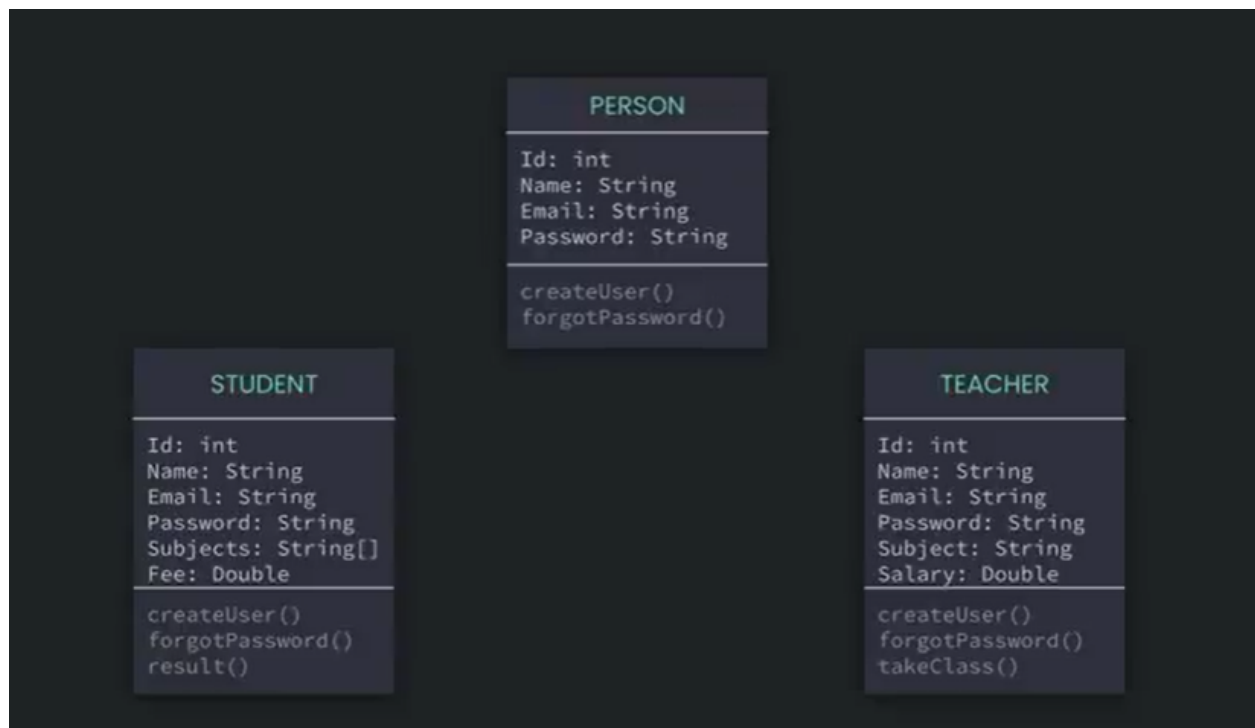 PERSON
Id: int
Name: String
Email: String
Password: String
createUser()
forgotPassword()
STUDENT
Id: int
Name: String
Email: String
Password: String
Subjects: String[]
Fee: Double
createUser()
forgotPassword()
result()
TEACHER
Id: int
Name: String
Email: String
Password: String
Subject: String
Salary: Double
createUser()
forgotPassword()
takeClass()